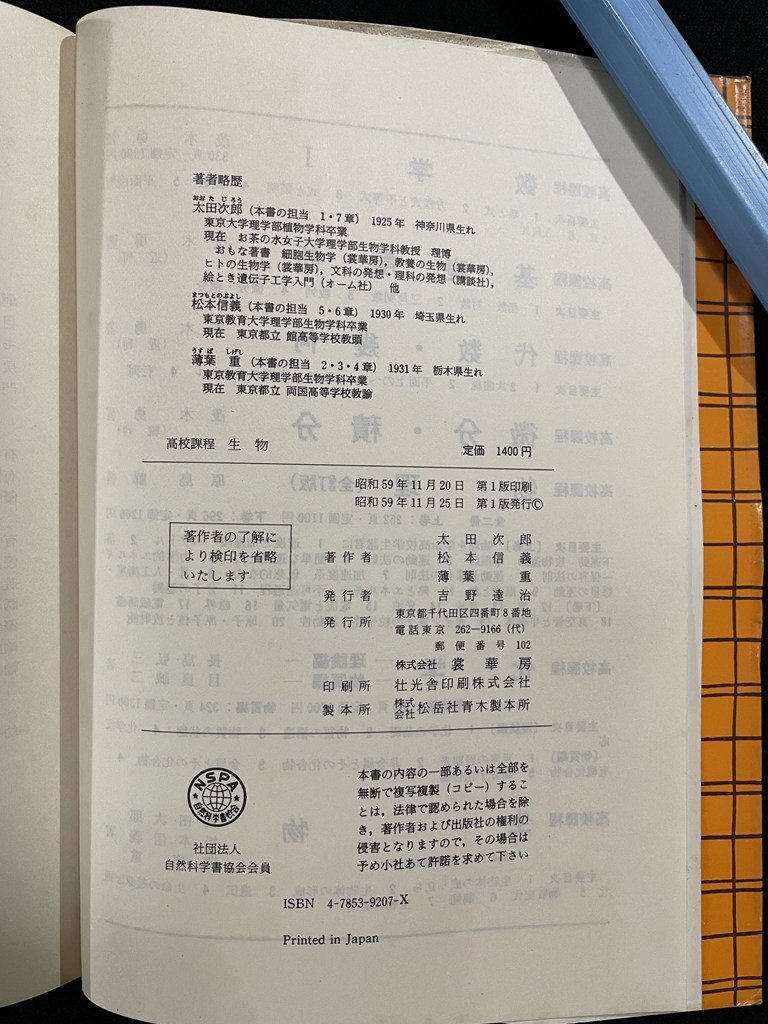 著者略歴
おおたじろう
太田次郎（本書の担当 1・7章）1925年 神奈川県生れ
東京大学理学部植物学科卒業
現在 お茶の水女子大学理学部生物学科教授 理博
おもな著書 細胞生物学（裳華房），教養の生物（裳華房），
ヒトの生物学（裳華房），文科の発想・理科の発想（講談社），
絵とき遺伝子工学入門（オーム社） 他
まつもとのぶよし
松本信義（本書の担当 5・6章）1930年 埼玉県生れ
東京教育大学理学部生物学科卒業
現在 東京都立 館高等学校教頭
うすば しげし
薄葉 重（本書の担当 2・3・4章）1931年 栃木県生れ
東京教育大学理学部生物学科卒業
現在 東京都立 両国高等学校教諭
高校課程 生物
定価 1400円
昭和59年11月20日 第1版印刷
昭和59年11月25日 第1版発行Ⓒ
著作者の了解に
より検印を省略
いたします
著作者
太田次郎
松本信義
薄葉重
発行者 吉野達治
発行所 東京都千代田区四番町8番地
電話東京 262―9166（代）
郵便番号 102
株式会社 裳華房
印刷所 壮光舎印刷株式会社
製本所 株式会社松岳社青木製本所
NSPA
自然科学書協会
社団法人
自然科学書協会会員
本書の内容の一部あるいは全部を
無断で複写複製（コピー）するこ
とは，法律で認められた場合を除
き，著作者および出版社の権利の
侵害となりますので，その場合は
予め小社あて許諾を求めて下さい
ISBN 4-7853-9207-X
Printed in Japan